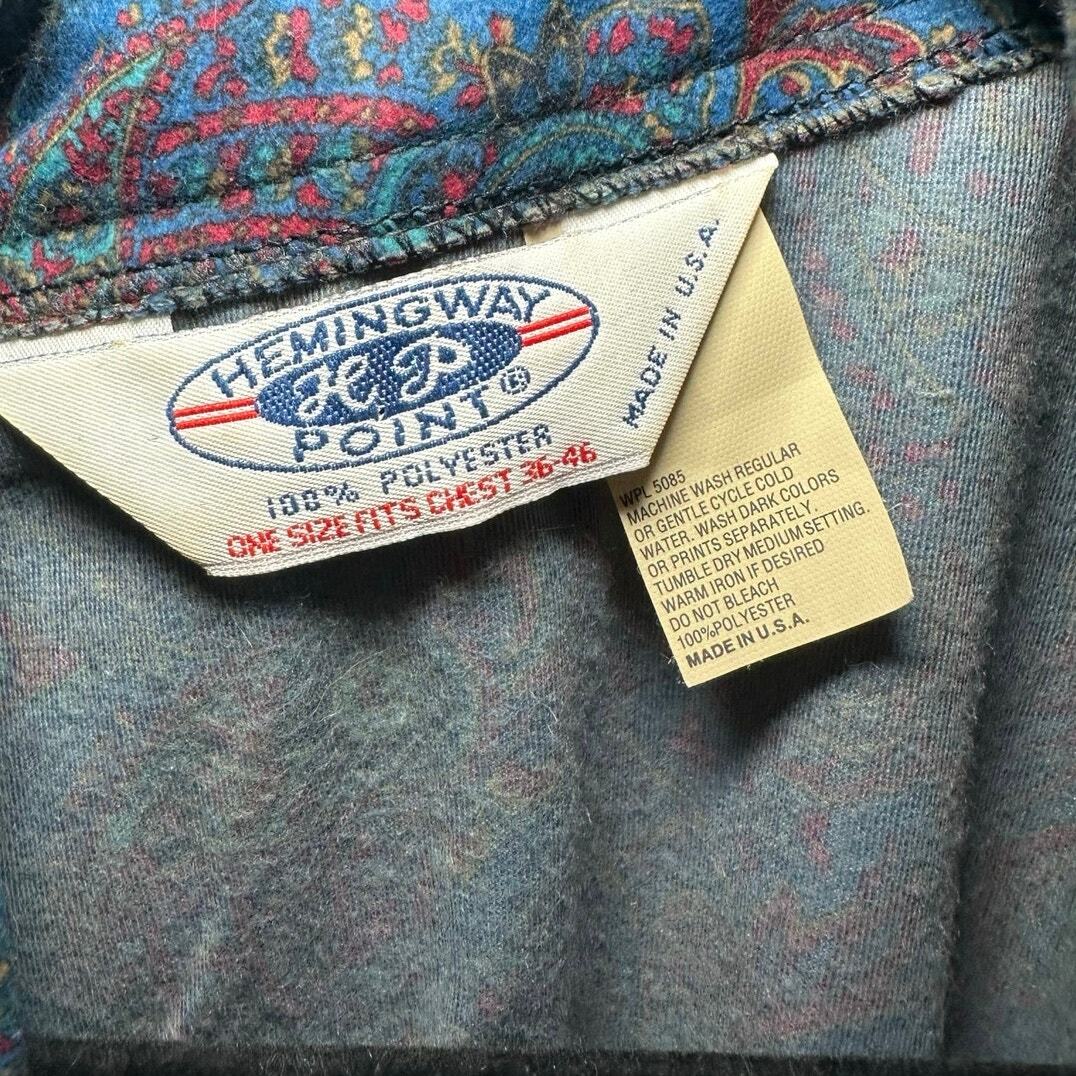 HEMINGWAY
HP
POINT®
100% POLYESTER
ONE SIZE FITS CHEST 36-46
MADE IN U.S.A.
WPL 5085
MACHINE WASH REGULAR
OR GENTLE CYCLE COLD
WATER. WASH DARK COLORS
OR PRINTS SEPARATELY.
TUMBLE DRY MEDIUM SETTING.
WARM IRON IF DESIRED
DO NOT BLEACH
100%POLYESTER
MADE IN U.S.A.